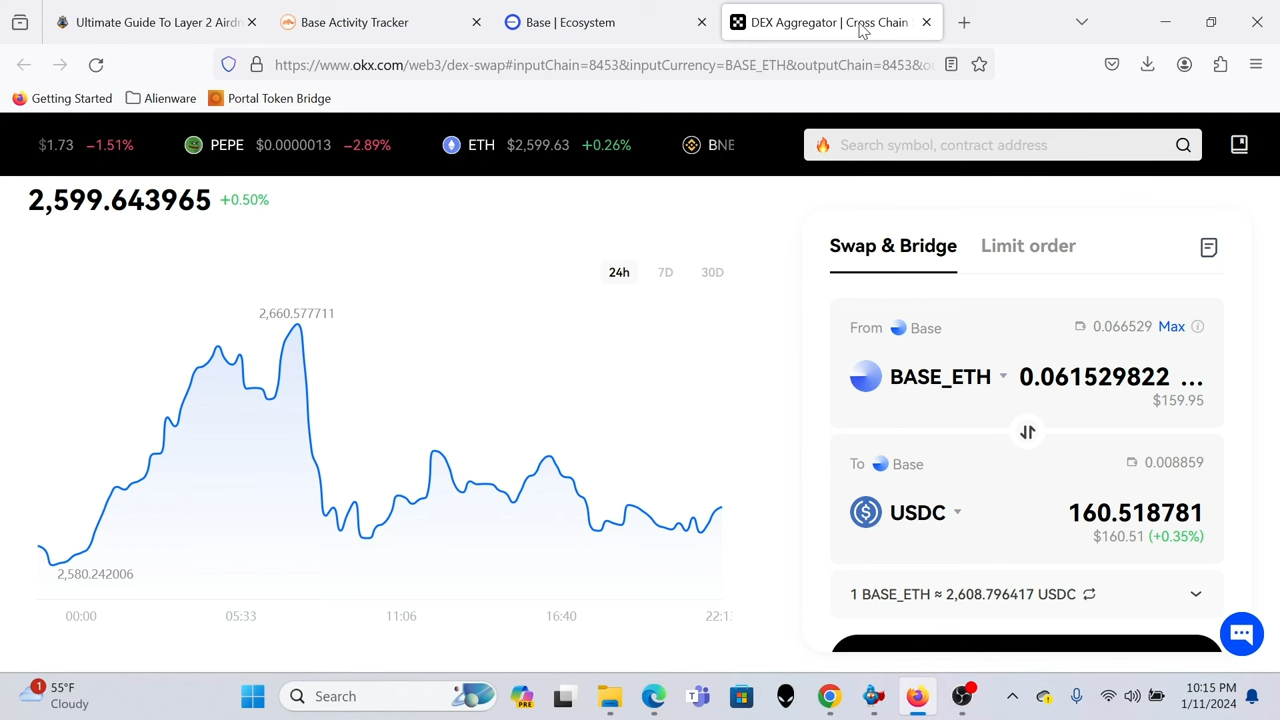 Ultimate Guide To Layer 2 Airdr
Base Activity Tracker
Base | Ecosystem
DEX Aggregator | Cross Chain
https://www.okx.com/web3/dex-swap#inputChain=8453&inputCurrency=BASE_ETH&outputChain=8453&ou
Getting Started
Alienware
Portal Token Bridge
$1.73 −1.51%
PEPE $0.0000013 −2.89%
ETH $2,599.63 +0.26%
BNE
Search symbol, contract address
2,599.643965 +0.50%
24h 7D 30D
2,660.577711
2,580.242006
00:00 05:33 11:06 16:40 22:1
Swap & Bridge Limit order
From Base 0.066529 Max
BASE_ETH 0.061529822 ...
$159.95
To Base 0.008859
USDC 160.518781
$160.51 (+0.35%)
1 BASE_ETH ≈ 2,608.796417 USDC
1 55°F
Cloudy
Search
PRE
10:15 PM
1/11/2024